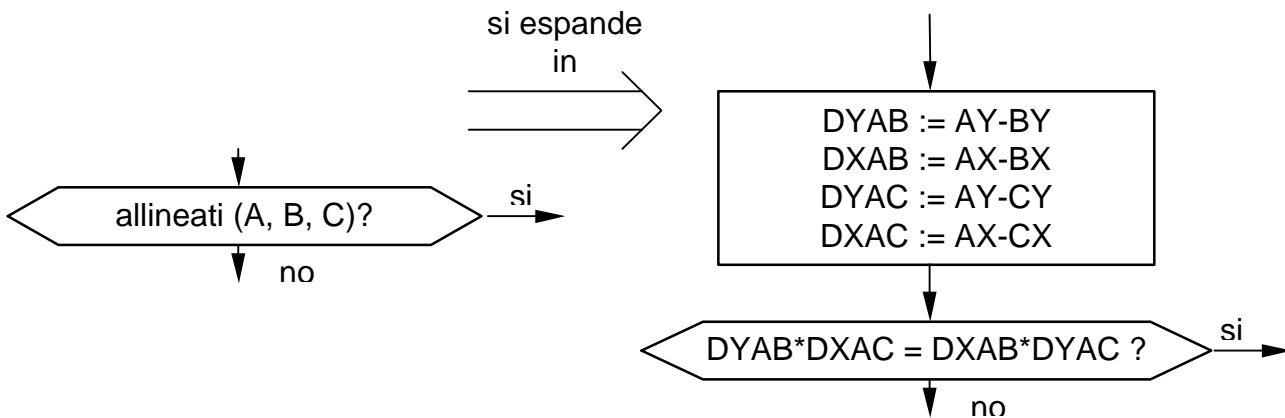 si espande
in
allineati (A, B, C)?
si
no
DYAB := AY-BY
DXAB := AX-BX
DYAC := AY-CY
DXAC := AX-CX
DYAB*DXAC = DXAB*DYAC ?
si
no